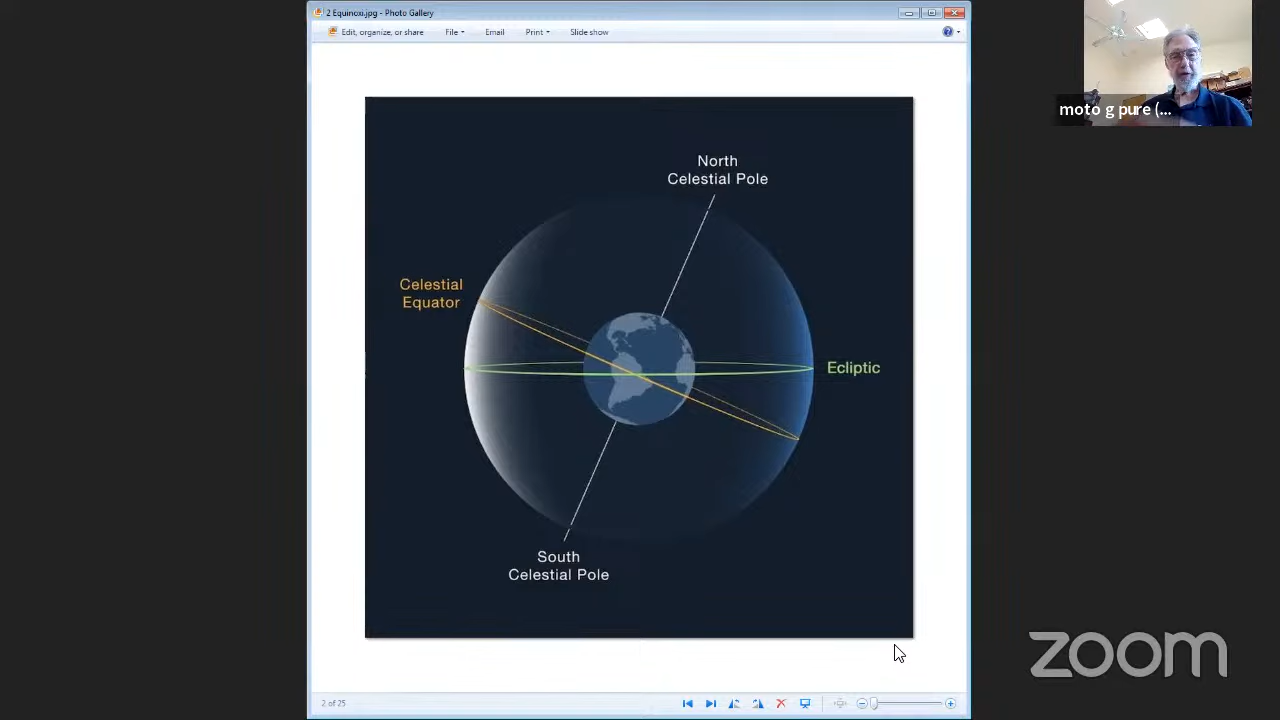 2 Equinoxi.jpg - Photo Gallery
Edit, organize, or share File Email Print Slide show
moto g pure (...
North
Celestial Pole
Celestial
Equator
Ecliptic
South
Celestial Pole
zoom
2 of 25